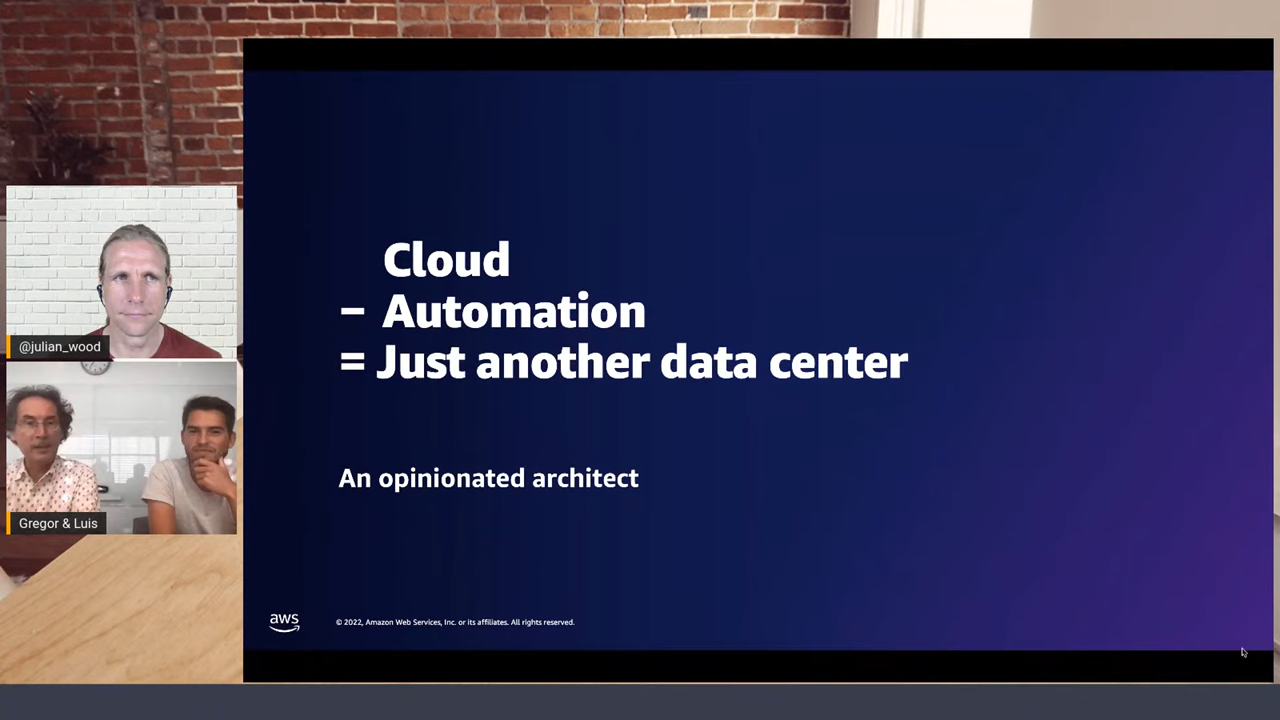 Cloud
– Automation
= Just another data center
An opinionated architect
@julian_wood
Gregor & Luis
aws
© 2022, Amazon Web Services, Inc. or its affiliates. All rights reserved.